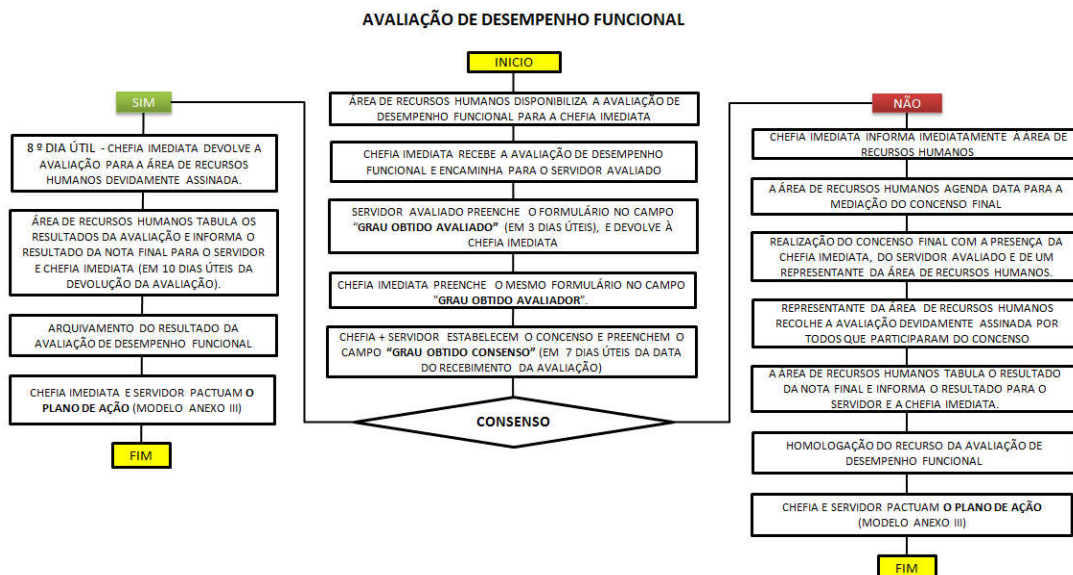 AVALIAÇÃO DE DESEMPENHO FUNCIONAL
INICIO
ÁREA DE RECURSOS HUMANOS DISPONIBILIZA A AVALIAÇÃO DE
DESEMPENHO FUNCIONAL PARA A CHEFIA IMEDIATA
CHEFIA IMEDIATA RECEBE A AVALIAÇÃO DE DESEMPENHO
FUNCIONAL E ENCAMINHA PARA O SERVIDOR AVALIADO
SERVIDOR AVALIADO PREENCHE O FORMULÁRIO NO CAMPO
"GRAU OBTIDO AVALIADO" (EM 3 DIAS ÚTEIS), E DEVOLVE À
CHEFIA IMEDIATA
CHEFIA IMEDIATA PREENCHE O MESMO FORMULÁRIO NO CAMPO
"GRAU OBTIDO AVALIADOR".
CHEFIA + SERVIDOR ESTABELECEM O CONCENSO E PREENCHEM O
CAMPO "GRAU OBTIDO CONSENSO" (EM 7 DIAS ÚTEIS DA DATA
DO RECEBIMENTO DA AVALIAÇÃO)
CONSENSO
SIM
8 º DIA ÚTIL - CHEFIA IMEDIATA DEVOLVE A
AVALIAÇÃO PARA A ÁREA DE RECURSOS
HUMANOS DEVIDAMENTE ASSINADA.
ÁREA DE RECURSOS HUMANOS TABULA OS
RESULTADOS DA AVALIAÇÃO E INFORMA O
RESULTADO DA NOTA FINAL PARA O SERVIDOR
E CHEFIA IMEDIATA (EM 10 DIAS ÚTEIS DA
DEVOLUÇÃO DA AVALIAÇÃO).
ARQUIVAMENTO DO RESULTADO DA
AVALIAÇÃO DE DESEMPENHO FUNCIONAL
CHEFIA IMEDIATA E SERVIDOR PACTUAM O
PLANO DE AÇÃO (MODELO ANEXO III)
FIM
NÃO
CHEFIA IMEDIATA INFORMA IMEDIATAMENTE À ÁREA DE
RECURSOS HUMANOS
A ÁREA DE RECURSOS HUMANOS AGENDA DATA PARA A
MEDIAÇÃO DO CONCENSO FINAL
REALIZAÇÃO DO CONCENSO FINAL COM A PRESENÇA DA
CHEFIA IMEDIATA, DO SERVIDOR AVALIADO E DE UM
REPRESENTANTE DA ÁREA DE RECURSOS HUMANOS.
REPRESENTANTE DA ÁREA DE RECURSOS HUMANOS
RECOLHE A AVALIAÇÃO DEVIDAMENTE ASSINADA POR
TODOS QUE PARTICIPARAM DO CONCENSO
A ÁREA DE RECURSOS HUMANOS TABULA O RESULTADO
DA NOTA FINAL E INFORMA O RESULTADO PARA O
SERVIDOR E A CHEFIA IMEDIATA.
HOMOLOGAÇÃO DO RECURSO DA AVALIAÇÃO DE
DESEMPENHO FUNCIONAL
CHEFIA E SERVIDOR PACTUAM O PLANO DE AÇÃO
(MODELO ANEXO III)
FIM